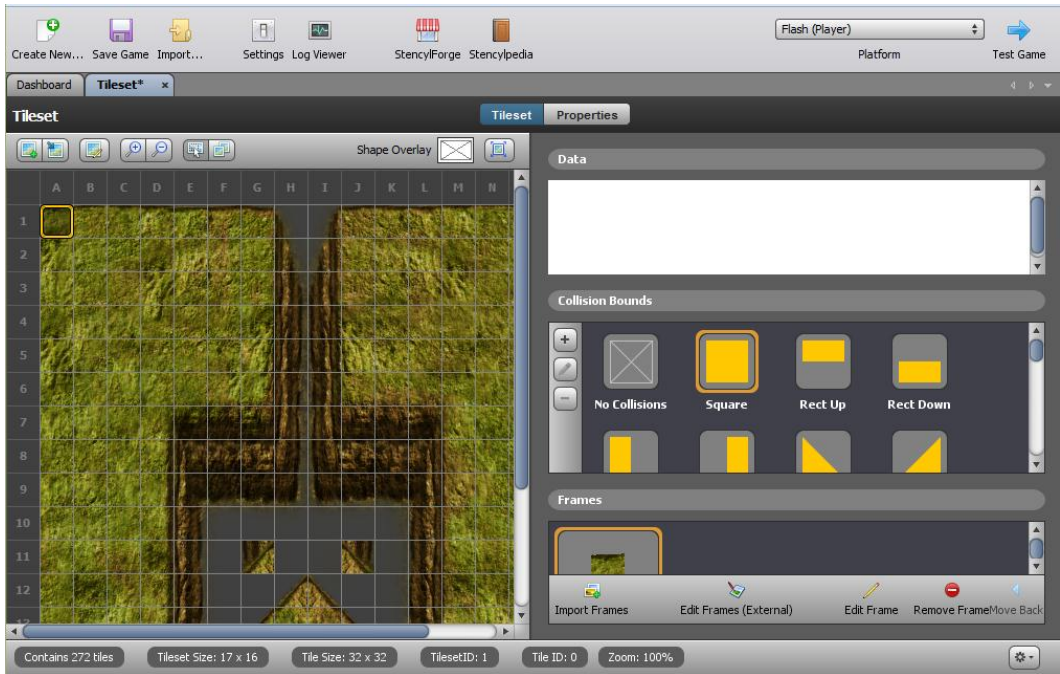 Create New... Save Game Import... Settings Log Viewer StencylForge Stencylpedia
Flash (Player)
Platform Test Game
Dashboard Tileset* x
Tileset Tileset Properties
Shape Overlay
A B C D E F G H I J K L M N
1
2
3
4
5
6
7
8
9
10
11
12
Data
Collision Bounds
No Collisions Square Rect Up Rect Down
Frames
Import Frames Edit Frames (External) Edit Frame Remove Frame Move Back
Contains 272 tiles Tileset Size: 17 x 16 Tile Size: 32 x 32 TilesetID: 1 Tile ID: 0 Zoom: 100%